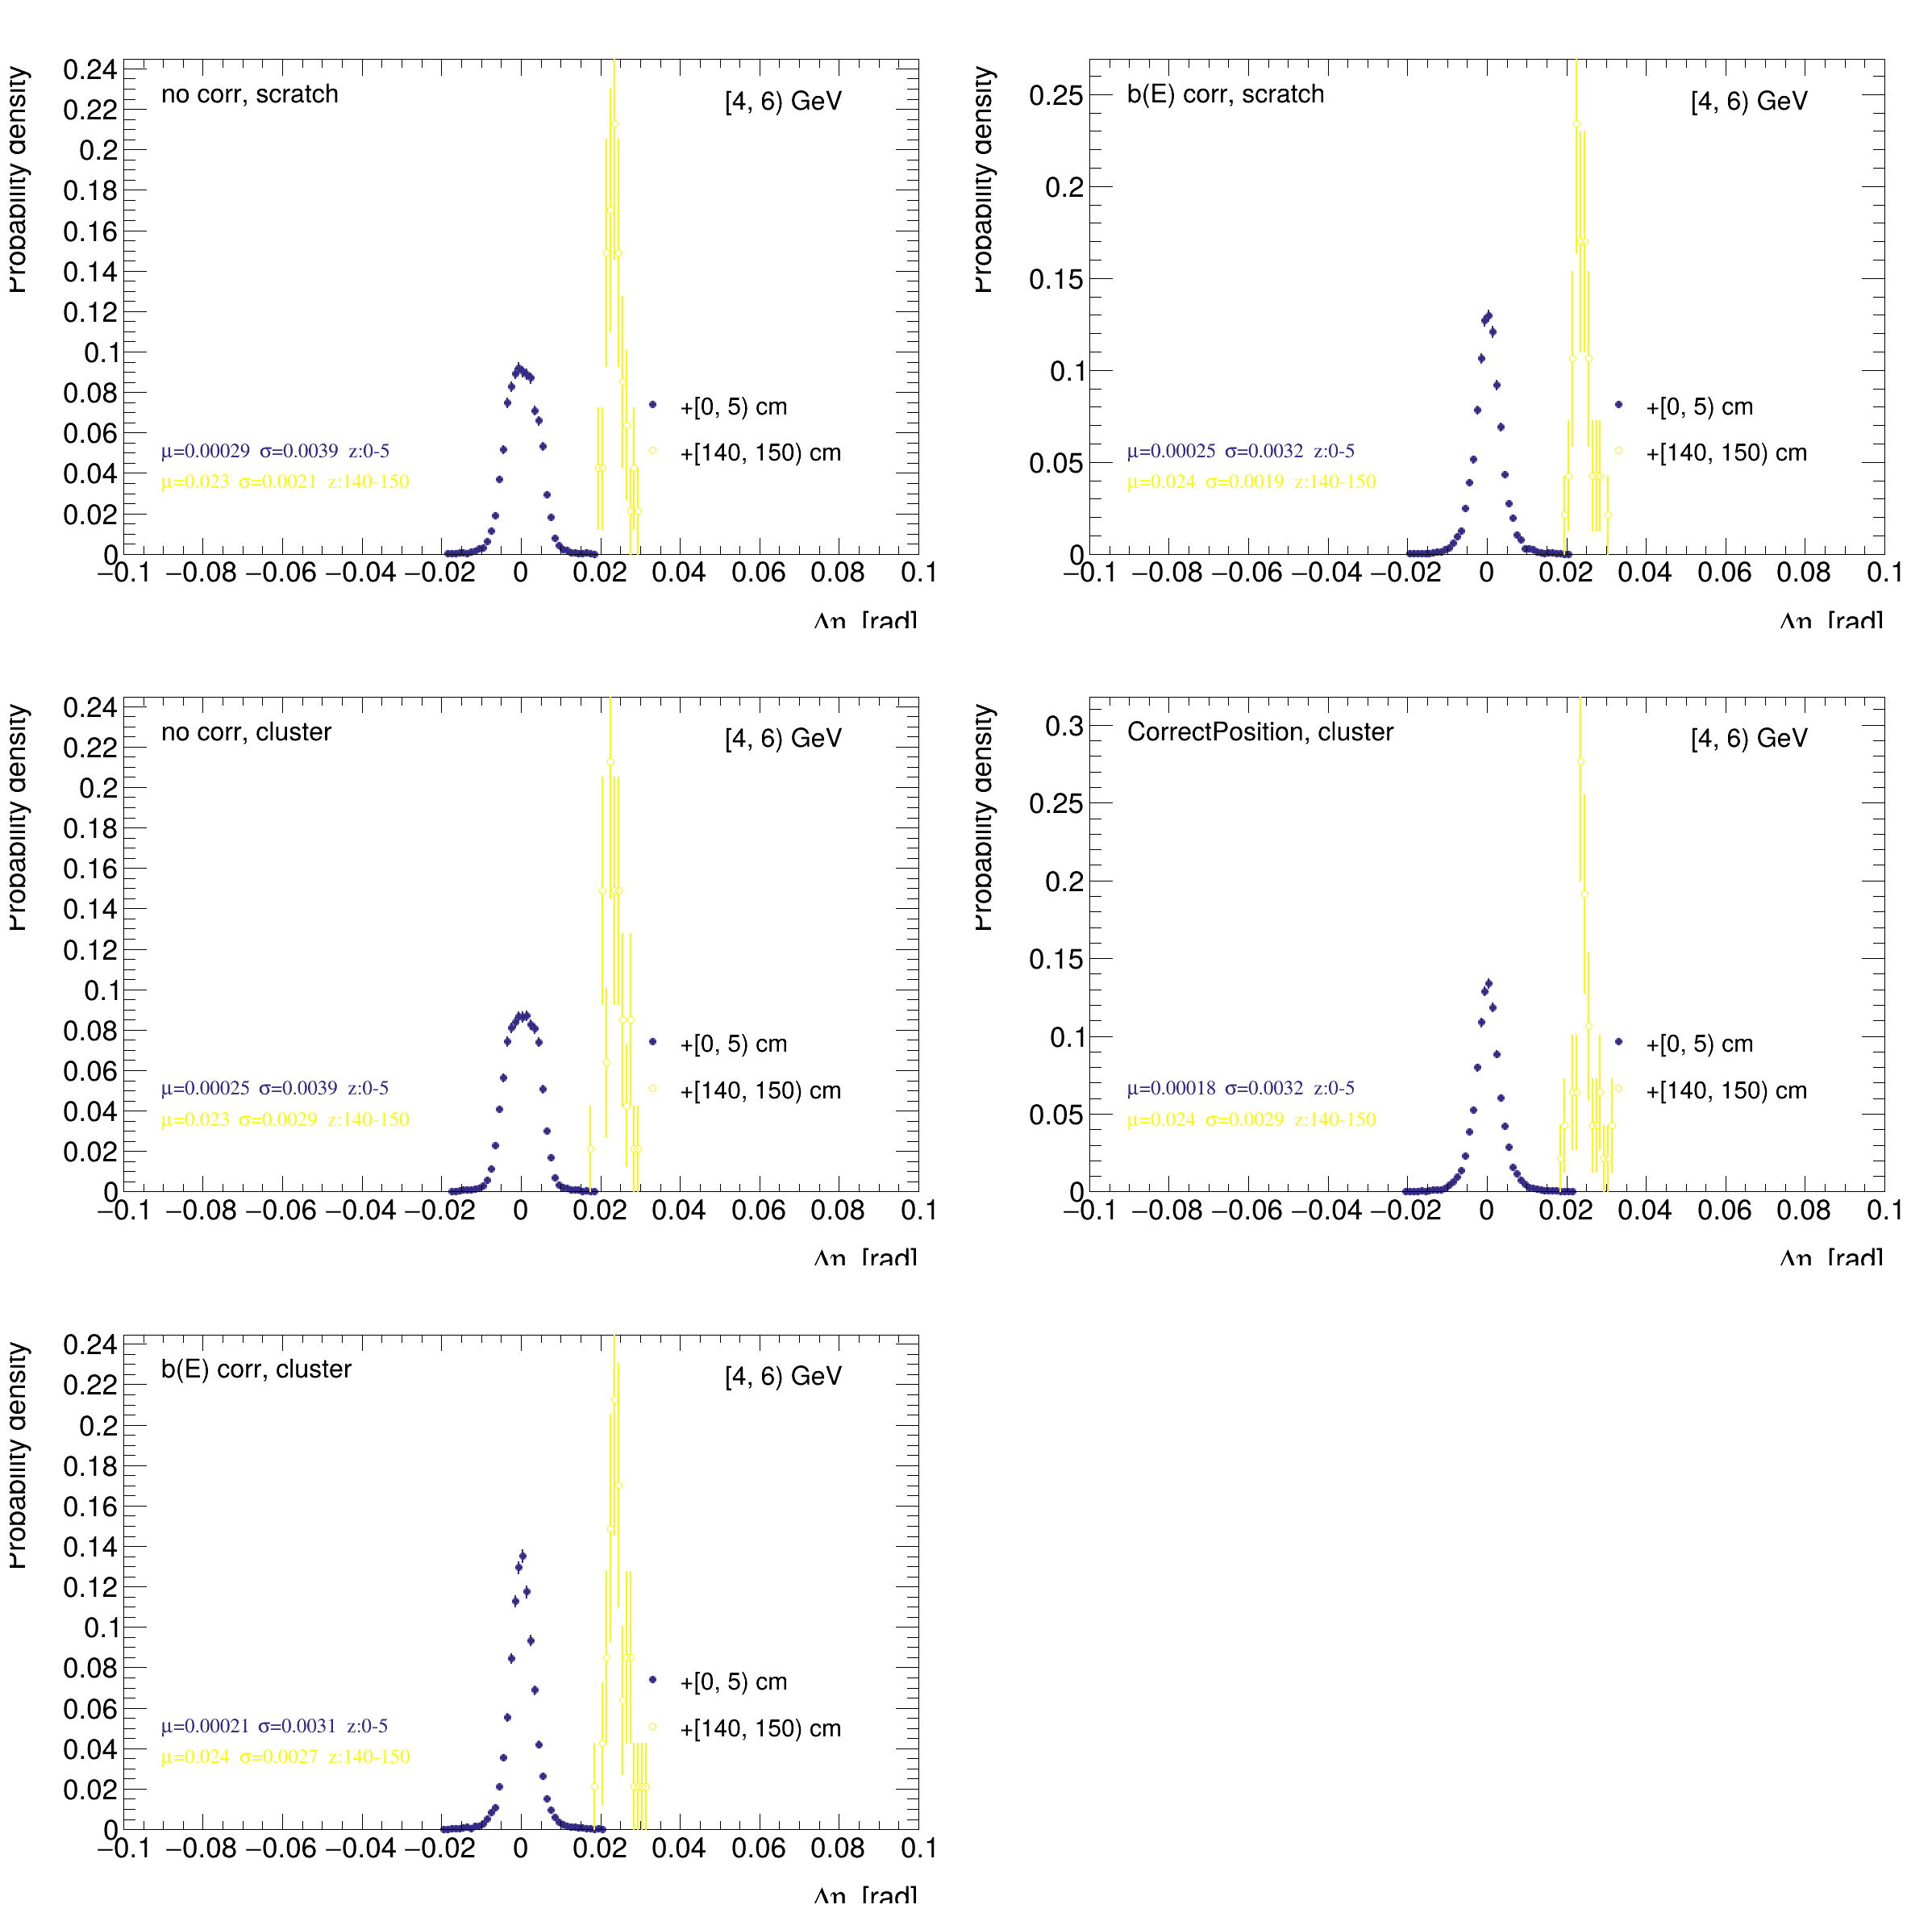 no corr, scratch
[4, 6) GeV
Probability density
0.24
0.22
0.2
0.18
0.16
0.14
0.12
0.1
0.08
0.06
0.04
0.02
0
+[0, 5) cm
+[140, 150) cm
μ=0.00029 σ=0.0039 z:0-5
μ=0.023 σ=0.0021 z:140-150
−0.1 −0.08 −0.06 −0.04 −0.02 0 0.02 0.04 0.06 0.08 0.1
Δη [rad]
b(E) corr, scratch
[4, 6) GeV
Probability density
0.25
0.2
0.15
0.1
0.05
0
+[0, 5) cm
+[140, 150) cm
μ=0.00025 σ=0.0032 z:0-5
μ=0.024 σ=0.0019 z:140-150
−0.1 −0.08 −0.06 −0.04 −0.02 0 0.02 0.04 0.06 0.08 0.1
Δη [rad]
no corr, cluster
[4, 6) GeV
Probability density
0.24
0.22
0.2
0.18
0.16
0.14
0.12
0.1
0.08
0.06
0.04
0.02
0
+[0, 5) cm
+[140, 150) cm
μ=0.00025 σ=0.0039 z:0-5
μ=0.023 σ=0.0029 z:140-150
−0.1 −0.08 −0.06 −0.04 −0.02 0 0.02 0.04 0.06 0.08 0.1
Δη [rad]
CorrectPosition, cluster
[4, 6) GeV
Probability density
0.3
0.25
0.2
0.15
0.1
0.05
0
+[0, 5) cm
+[140, 150) cm
μ=0.00018 σ=0.0032 z:0-5
μ=0.024 σ=0.0029 z:140-150
−0.1 −0.08 −0.06 −0.04 −0.02 0 0.02 0.04 0.06 0.08 0.1
Δη [rad]
b(E) corr, cluster
[4, 6) GeV
Probability density
0.24
0.22
0.2
0.18
0.16
0.14
0.12
0.1
0.08
0.06
0.04
0.02
0
+[0, 5) cm
+[140, 150) cm
μ=0.00021 σ=0.0031 z:0-5
μ=0.024 σ=0.0027 z:140-150
−0.1 −0.08 −0.06 −0.04 −0.02 0 0.02 0.04 0.06 0.08 0.1
Δη [rad]